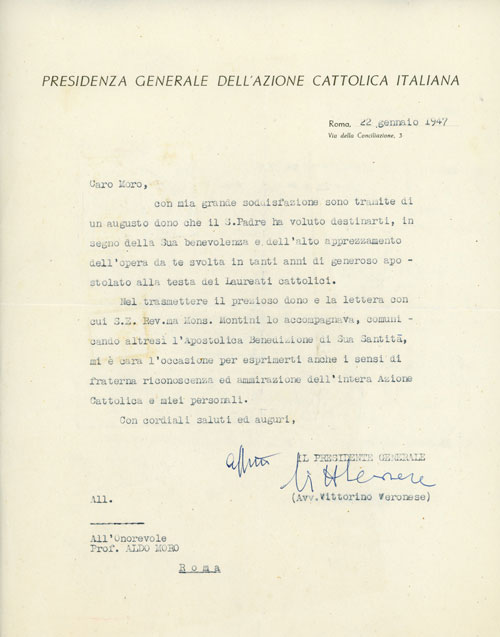 PRESIDENZA GENERALE DELL'AZIONE CATTOLICA ITALIANA
Roma, 22 gennaio 1947
Via della Conciliazione, 5
Caro Moro,
con mia grande soddisfazione sono tramite di
un augusto dono che il S.Padre ha voluto destinarti, in
segno della Sua benevolenza e dell'alto apprezzamento
dell'opera da te svolta in tanti anni di generoso apo-
stolato alla testa dei Laureati cattolici.
Nel trasmettere il prezioso dono e la lettera con
cui S.E. Rev.ma Mons. Montini lo accompagnava, comuni-
cando altresì l'Apostolica Benedizione di Sua Santità,
mi è cara l'occasione per esprimerti anche i sensi di
fraterna riconoscenza ed ammirazione dell'intera Azione
Cattolica e miei personali.
Con cordiali saluti ed auguri,
IL PRESIDENTE GENERALE
(Avv.Vittorino Veronese)
All.
All'Onorevole
Prof. ALDO MORO
Roma